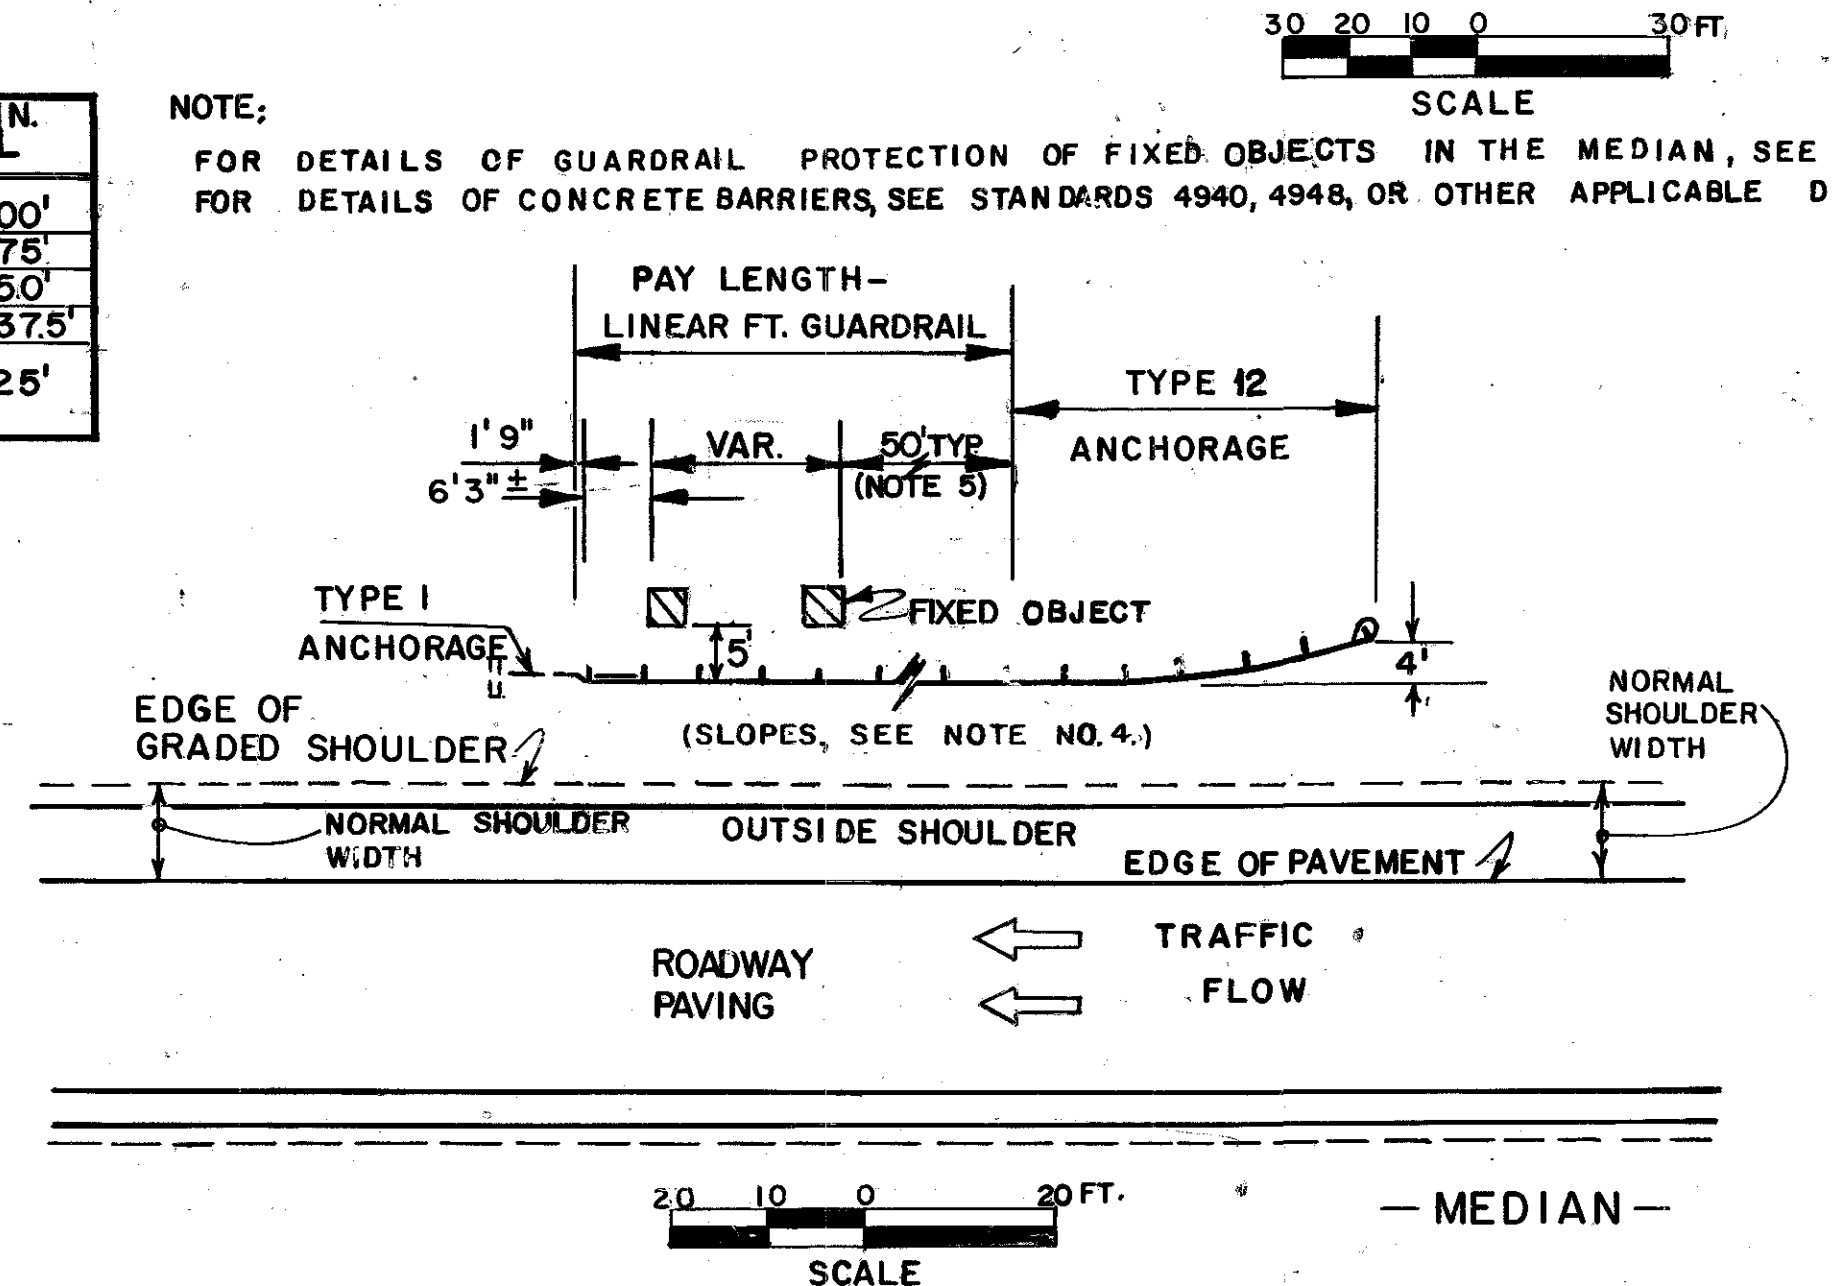 30 20 10 0 30 FT.
SCALE
N.
L
00'
75'
50'
37.5'
25'
NOTE;
FOR DETAILS OF GUARDRAIL PROTECTION OF FIXED OBJECTS IN THE MEDIAN, SEE
FOR DETAILS OF CONCRETE BARRIERS, SEE STANDARDS 4940, 4948, OR OTHER APPLICABLE D
PAY LENGTH-
LINEAR FT. GUARDRAIL
TYPE 12
ANCHORAGE
1' 9"
VAR.
50' TYP.
(NOTE 5)
6'3" ±
TYPE I
ANCHORAGE
FIXED OBJECT
5'
4'
EDGE OF
GRADED SHOULDER
(SLOPES, SEE NOTE NO. 4.)
NORMAL
SHOULDER
WIDTH
NORMAL SHOULDER
WIDTH
OUTSIDE SHOULDER
EDGE OF PAVEMENT
ROADWAY
PAVING
TRAFFIC
FLOW
20 10 0 20 FT.
SCALE
— MEDIAN —